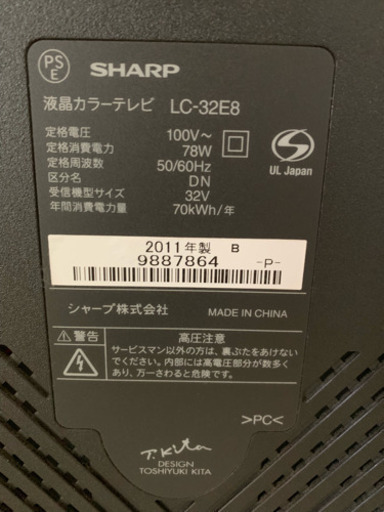 PS
E
SHARP
液晶カラーテレビ LC-32E8
定格電圧 100V～
定格消費電力 78W
定格周波数 50/60Hz
区分名 DN
受信機型サイズ 32V
年間消費電力量 70kWh/年
S
UL Japan
2011年製 B
9887864 -P-
シャープ株式会社 MADE IN CHINA
⚠警告 高圧注意
サービスマン以外の方は、裏ぶたをあけないで
ください。内部には高電圧部分が数多く
あり、万一さわると危険です。
>PC<
T.Kita
DESIGN
TOSHIYUKI KITA